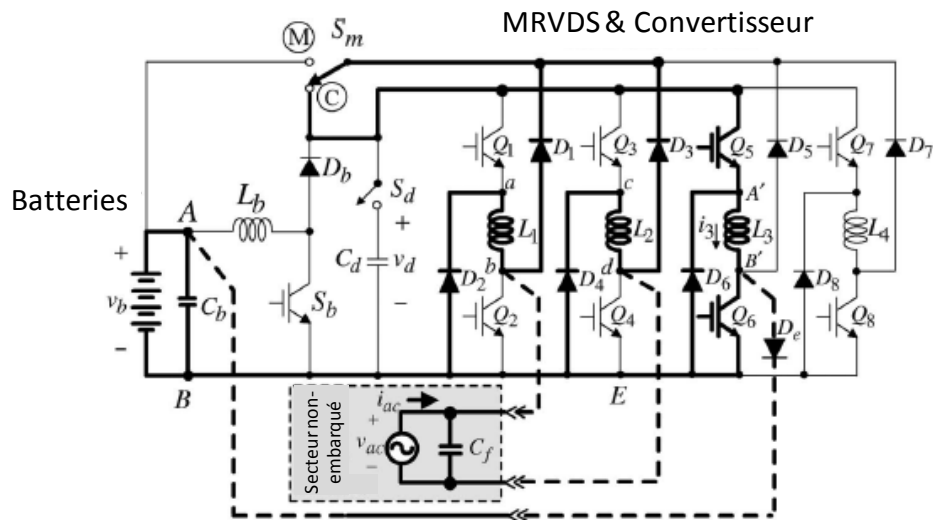 MRVDS & Convertisseur
M
S_m
C
Batteries
A
L_b
D_b
S_d
+
C_d
v_d
−
S_b
+
v_b
−
C_b
B
Q_1
D_1
a
L_1
b
D_2
Q_2
Q_3
D_3
c
L_2
d
D_4
Q_4
Q_5
D_5
A'
i_3
L_3
B'
D_6
Q_6
D_e
Q_7
D_7
L_4
D_8
Q_8
E
Secteur non-
embarqué
i_ac
+
v_ac
−
C_f